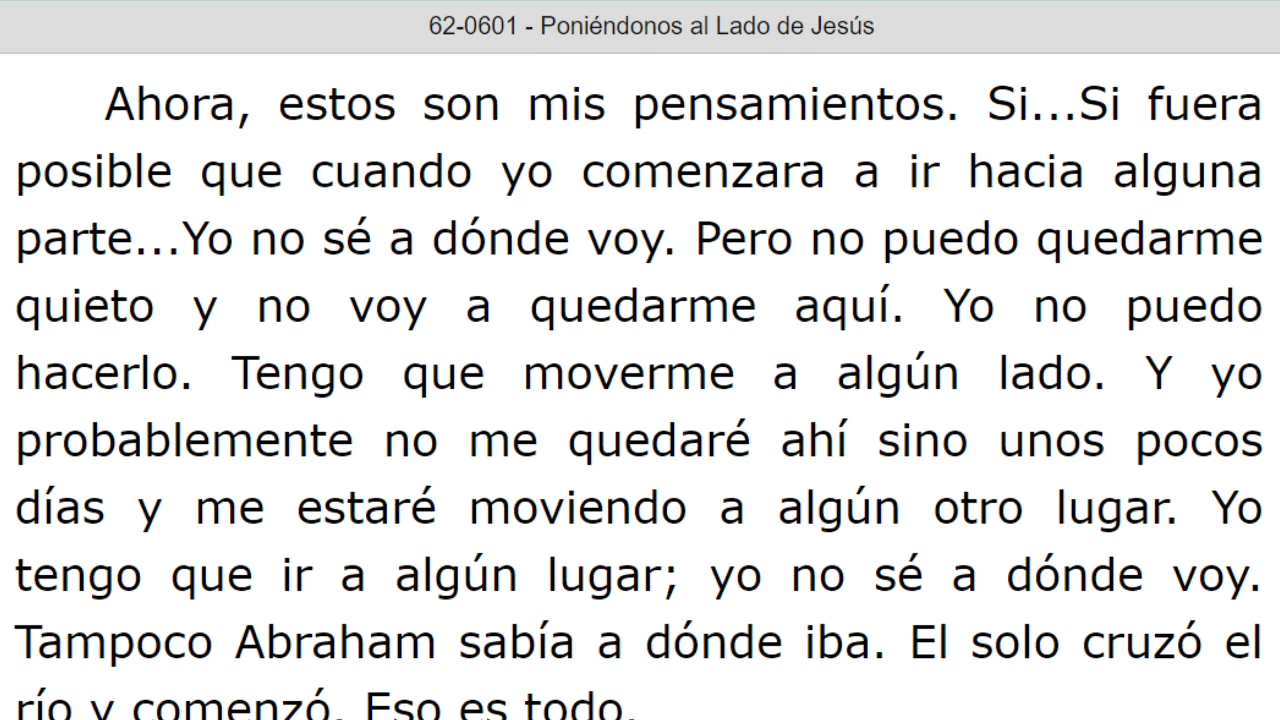 62-0601 - Poniéndonos al Lado de Jesús
Ahora, estos son mis pensamientos. Si...Si fuera
posible que cuando yo comenzara a ir hacia alguna
parte...Yo no sé a dónde voy. Pero no puedo quedarme
quieto y no voy a quedarme aquí. Yo no puedo
hacerlo. Tengo que moverme a algún lado. Y yo
probablemente no me quedaré ahí sino unos pocos
días y me estaré moviendo a algún otro lugar. Yo
tengo que ir a algún lugar; yo no sé a dónde voy.
Tampoco Abraham sabía a dónde iba. El solo cruzó el
río y comenzó. Eso es todo.